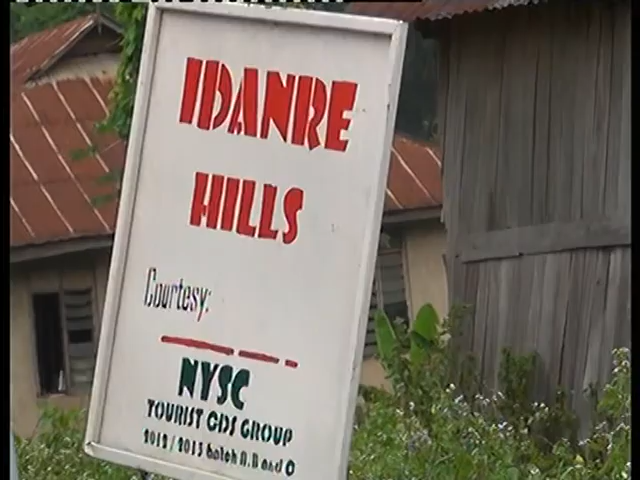 IDANRE
HILLS
Courtesy:
NYSC
TOURIST CDS GROUP
2012/2013 batch A,B and C